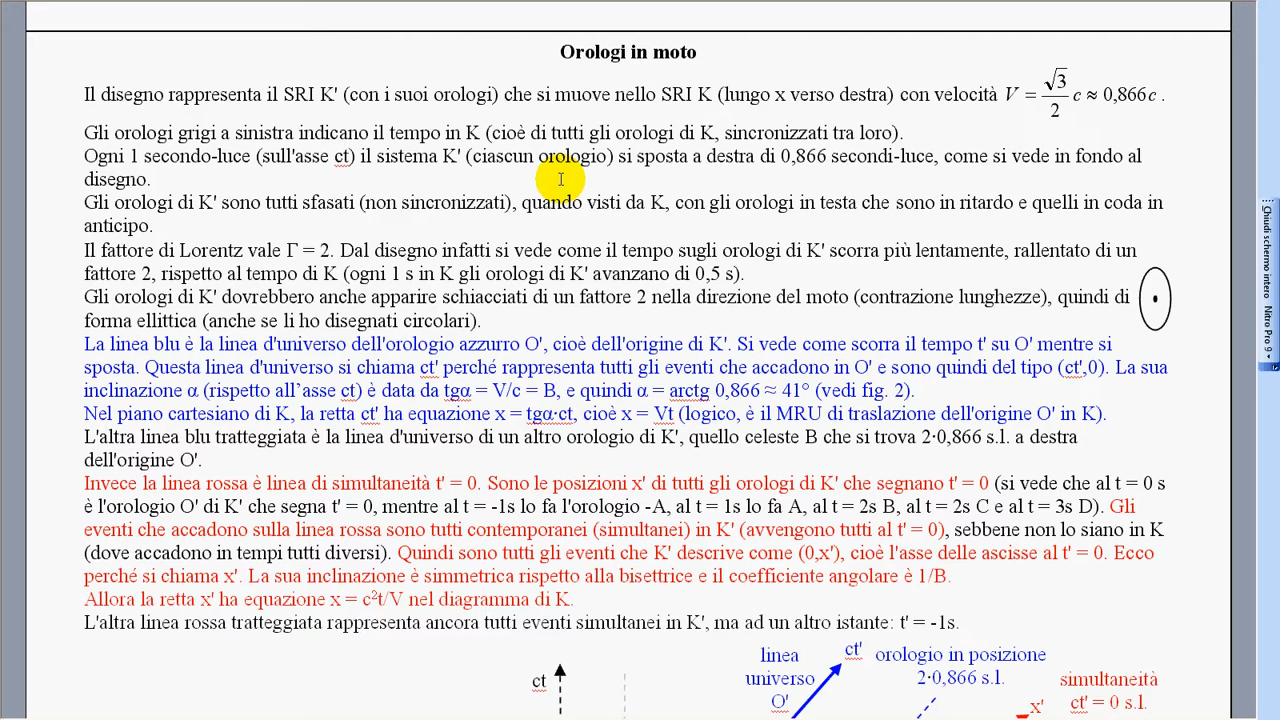 Orologi in moto
Il disegno rappresenta il SRI K' (con i suoi orologi) che si muove nello SRI K (lungo x verso destra) con velocità V = √3/2 c ≈ 0,866c .
Gli orologi grigi a sinistra indicano il tempo in K (cioè di tutti gli orologi di K, sincronizzati tra loro).
Ogni 1 secondo-luce (sull'asse ct) il sistema K' (ciascun orologio) si sposta a destra di 0,866 secondi-luce, come si vede in fondo al
disegno.
Gli orologi di K' sono tutti sfasati (non sincronizzati), quando visti da K, con gli orologi in testa che sono in ritardo e quelli in coda in
anticipo.
Il fattore di Lorentz vale Γ = 2. Dal disegno infatti si vede come il tempo sugli orologi di K' scorra più lentamente, rallentato di un
fattore 2, rispetto al tempo di K (ogni 1 s in K gli orologi di K' avanzano di 0,5 s).
Gli orologi di K' dovrebbero anche apparire schiacciati di un fattore 2 nella direzione del moto (contrazione lunghezze), quindi di
forma ellittica (anche se li ho disegnati circolari).
La linea blu è la linea d'universo dell'orologio azzurro O', cioè dell'origine di K'. Si vede come scorra il tempo t' su O' mentre si
sposta. Questa linea d'universo si chiama ct' perché rappresenta tutti gli eventi che accadono in O' e sono quindi del tipo (ct',0). La sua
inclinazione α (rispetto all’asse ct) è data da tgα = V/c = B, e quindi α = arctg 0,866 ≈ 41° (vedi fig. 2).
Nel piano cartesiano di K, la retta ct' ha equazione x = tgα·ct, cioè x = Vt (logico, è il MRU di traslazione dell'origine O' in K).
L'altra linea blu tratteggiata è la linea d'universo di un altro orologio di K', quello celeste B che si trova 2·0,866 s.l. a destra
dell'origine O'.
Invece la linea rossa è linea di simultaneità t' = 0. Sono le posizioni x' di tutti gli orologi di K' che segnano t' = 0 (si vede che al t = 0 s
è l'orologio O' di K' che segna t' = 0, mentre al t = -1s lo fa l'orologio -A, al t = 1s lo fa A, al t = 2s B, al t = 2s C e al t = 3s D). Gli
eventi che accadono sulla linea rossa sono tutti contemporanei (simultanei) in K' (avvengono tutti al t' = 0), sebbene non lo siano in K
(dove accadono in tempi tutti diversi). Quindi sono tutti gli eventi che K' descrive come (0,x'), cioè l'asse delle ascisse al t' = 0. Ecco
perché si chiama x'. La sua inclinazione è simmetrica rispetto alla bisettrice e il coefficiente angolare è 1/B.
Allora la retta x' ha equazione x = c²t/V nel diagramma di K.
L'altra linea rossa tratteggiata rappresenta ancora tutti eventi simultanei in K', ma ad un altro istante: t' = -1s.
ct
linea
universo
O'
ct'
orologio in posizione
2·0,866 s.l.
simultaneità
ct' = 0 s.l.
x'
Chiudi schermo intero
Nitro Pro 9